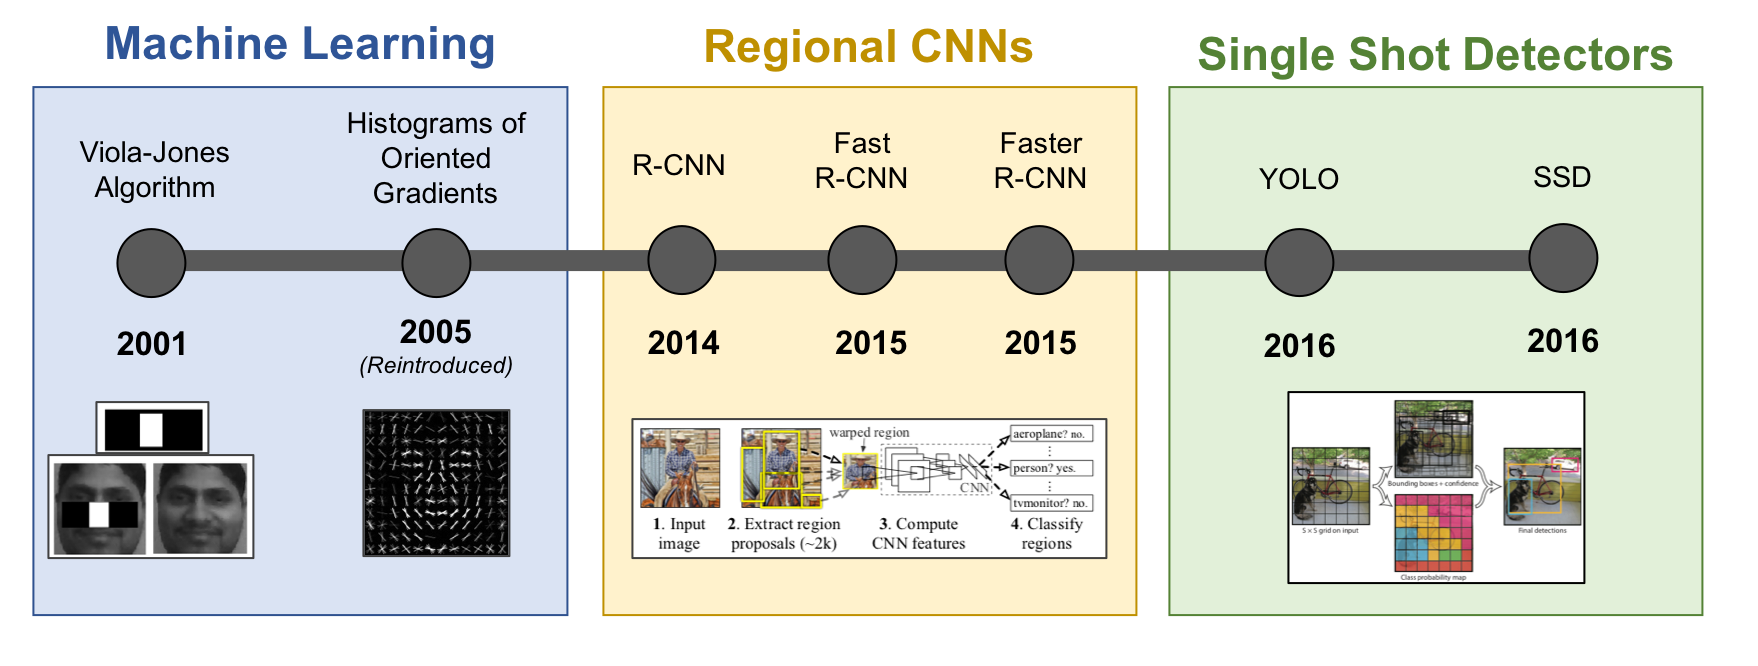 Machine Learning
Regional CNNs
Single Shot Detectors
Viola-Jones
Algorithm
Histograms of
Oriented
Gradients
R-CNN
Fast
R-CNN
Faster
R-CNN
YOLO
SSD
2001
2005
(Reintroduced)
2014
2015
2015
2016
2016
warped region
aeroplane? no.
person? yes.
tvmonitor? no.
CNN
1. Input
image
2. Extract region
proposals (~2k)
3. Compute
CNN features
4. Classify
regions
5 × 5 grid on input
Bounding boxes + confidence
Class probability map
Final detections